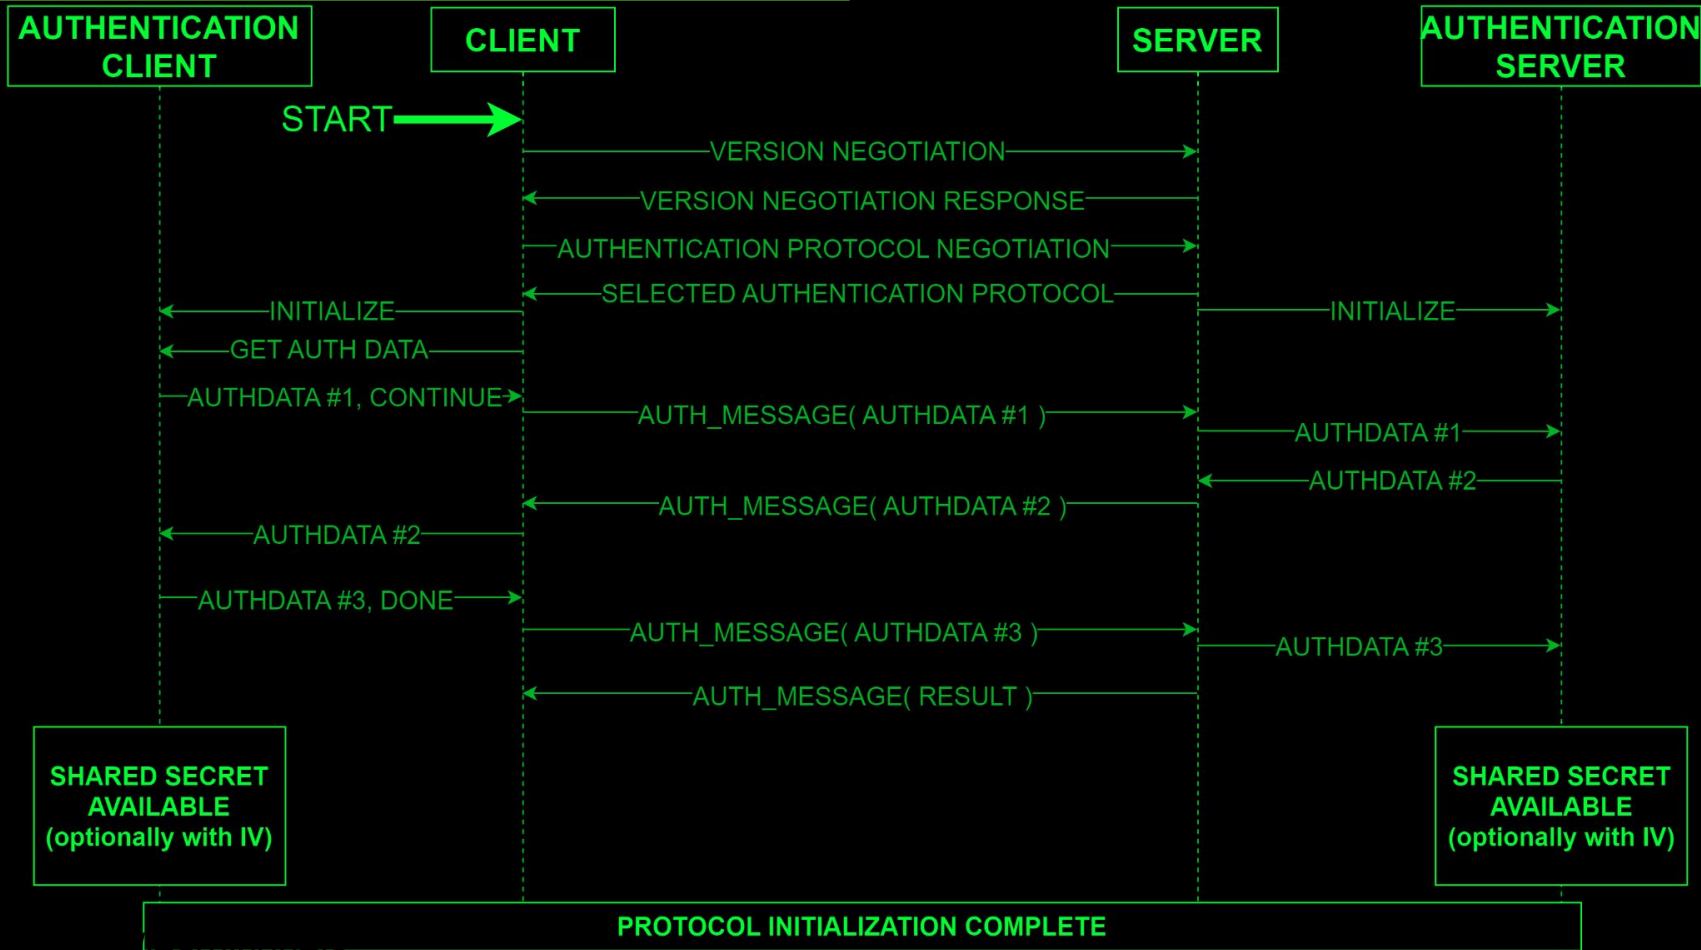 AUTHENTICATION
CLIENT
CLIENT
SERVER
AUTHENTICATION
SERVER
START
VERSION NEGOTIATION
VERSION NEGOTIATION RESPONSE
AUTHENTICATION PROTOCOL NEGOTIATION
SELECTED AUTHENTICATION PROTOCOL
INITIALIZE
INITIALIZE
GET AUTH DATA
AUTHDATA #1, CONTINUE
AUTH_MESSAGE( AUTHDATA #1 )
AUTHDATA #1
AUTHDATA #2
AUTH_MESSAGE( AUTHDATA #2 )
AUTHDATA #2
AUTHDATA #3, DONE
AUTH_MESSAGE( AUTHDATA #3 )
AUTHDATA #3
AUTH_MESSAGE( RESULT )
SHARED SECRET
AVAILABLE
(optionally with IV)
SHARED SECRET
AVAILABLE
(optionally with IV)
PROTOCOL INITIALIZATION COMPLETE